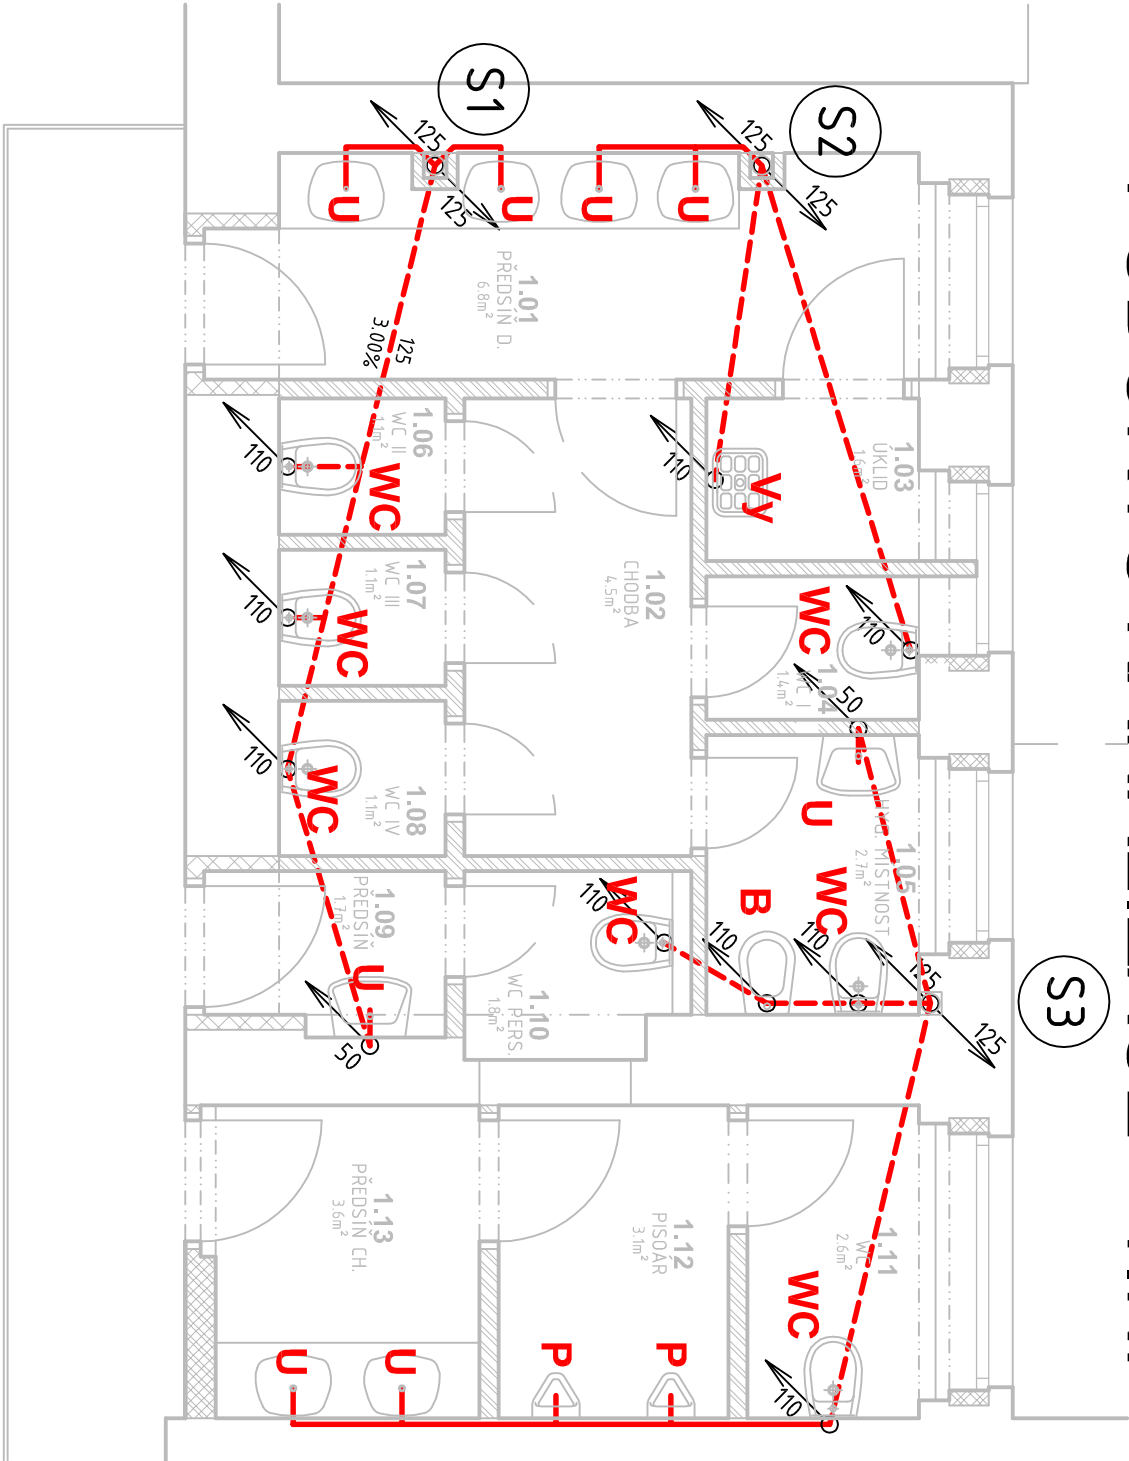 S1
S2
125
125
125
125
U
U
U
U
1.01
PŘEDSÍŇ D.
6.8m²
125
3.00%
1.06
WC II
1.1m²
110
WC
1.03
ÚKLID
110
Vy
1.07
WC III
1.1m²
110
WC
1.02
CHODBA
4.5m²
WC
110
1.04
WC I
1.4m²
50
110
WC
1.08
WC IV
1.1m²
U
HYG. MÍSTNOST
1.05
2.7m²
WC
B
110
110
125
125
S3
1.09
PŘEDSÍŇ
1.7m²
U
50
WC
110
1.10
WC PERS.
1.8m²
1.13
PŘEDSÍŇ CH.
3.6m²
1.12
PISOÁR
3.1m²
1.11
WC
2.6m²
WC
110
U
U
P
P